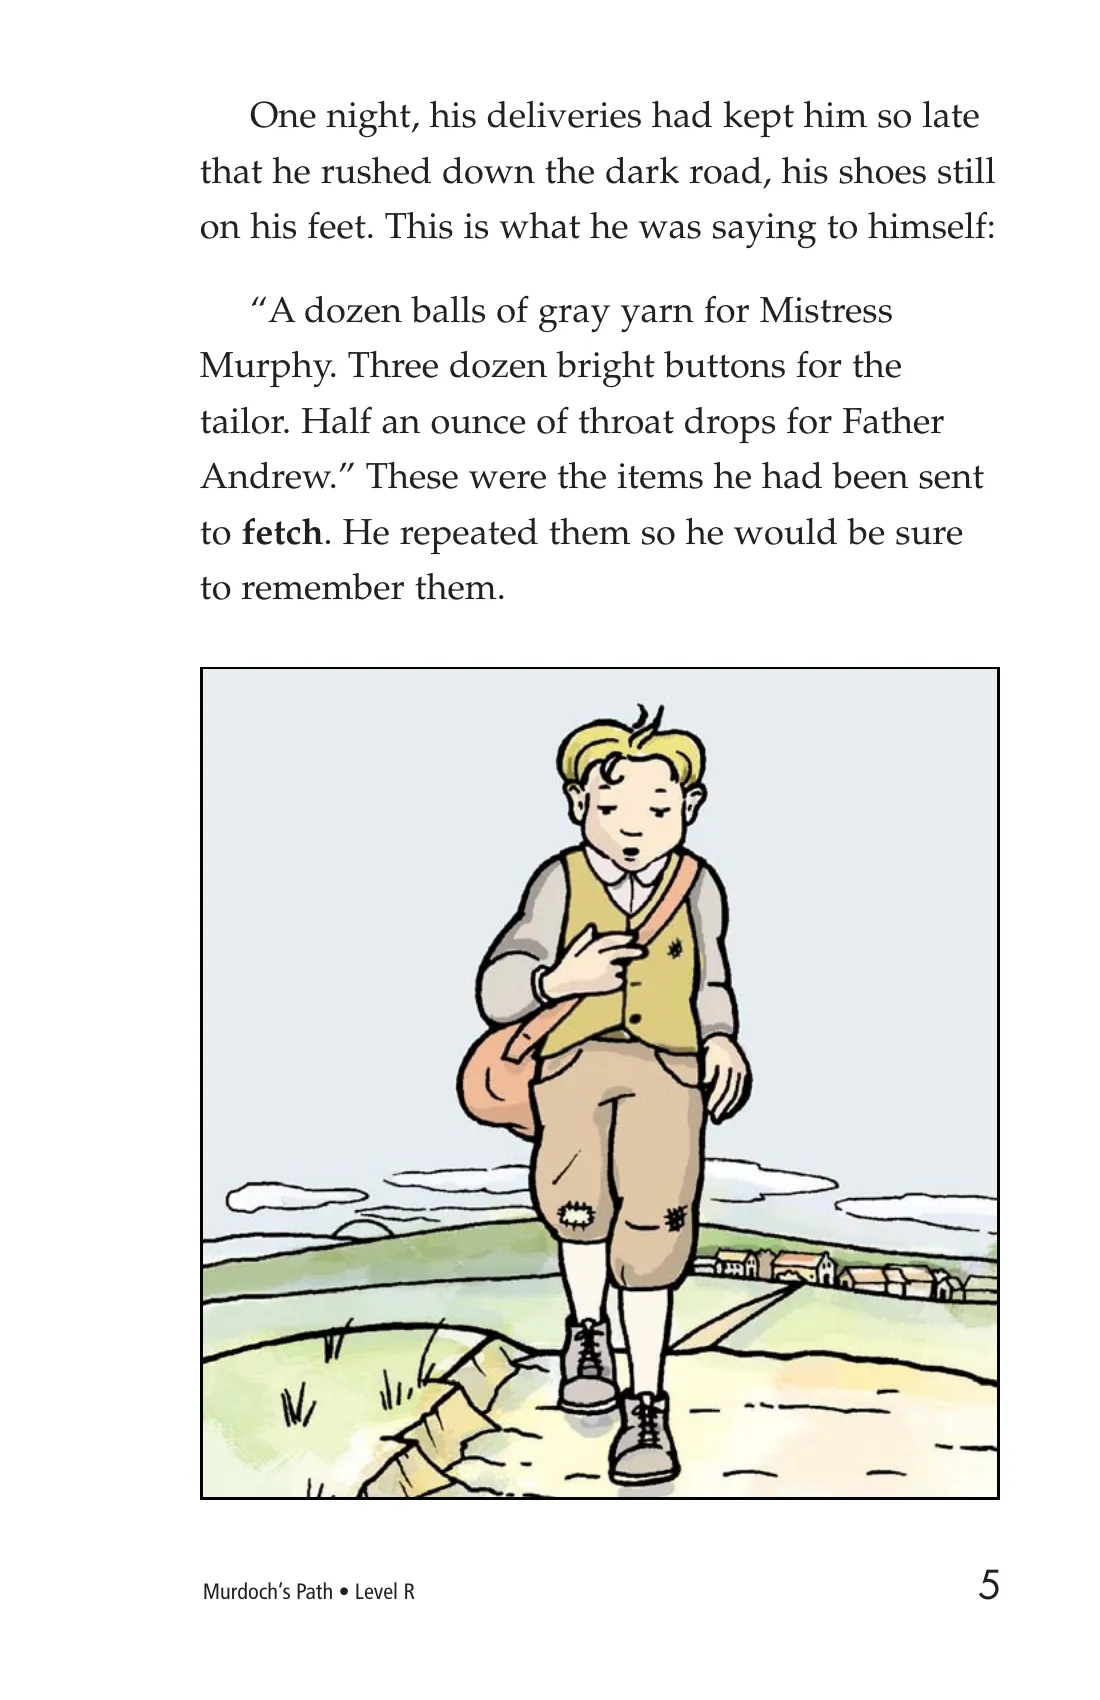 One night, his deliveries had kept him so late
that he rushed down the dark road, his shoes still
on his feet. This is what he was saying to himself:
“A dozen balls of gray yarn for Mistress
Murphy. Three dozen bright buttons for the
tailor. Half an ounce of throat drops for Father
Andrew.” These were the items he had been sent
to fetch. He repeated them so he would be sure
to remember them.
Murdoch’s Path • Level R
5